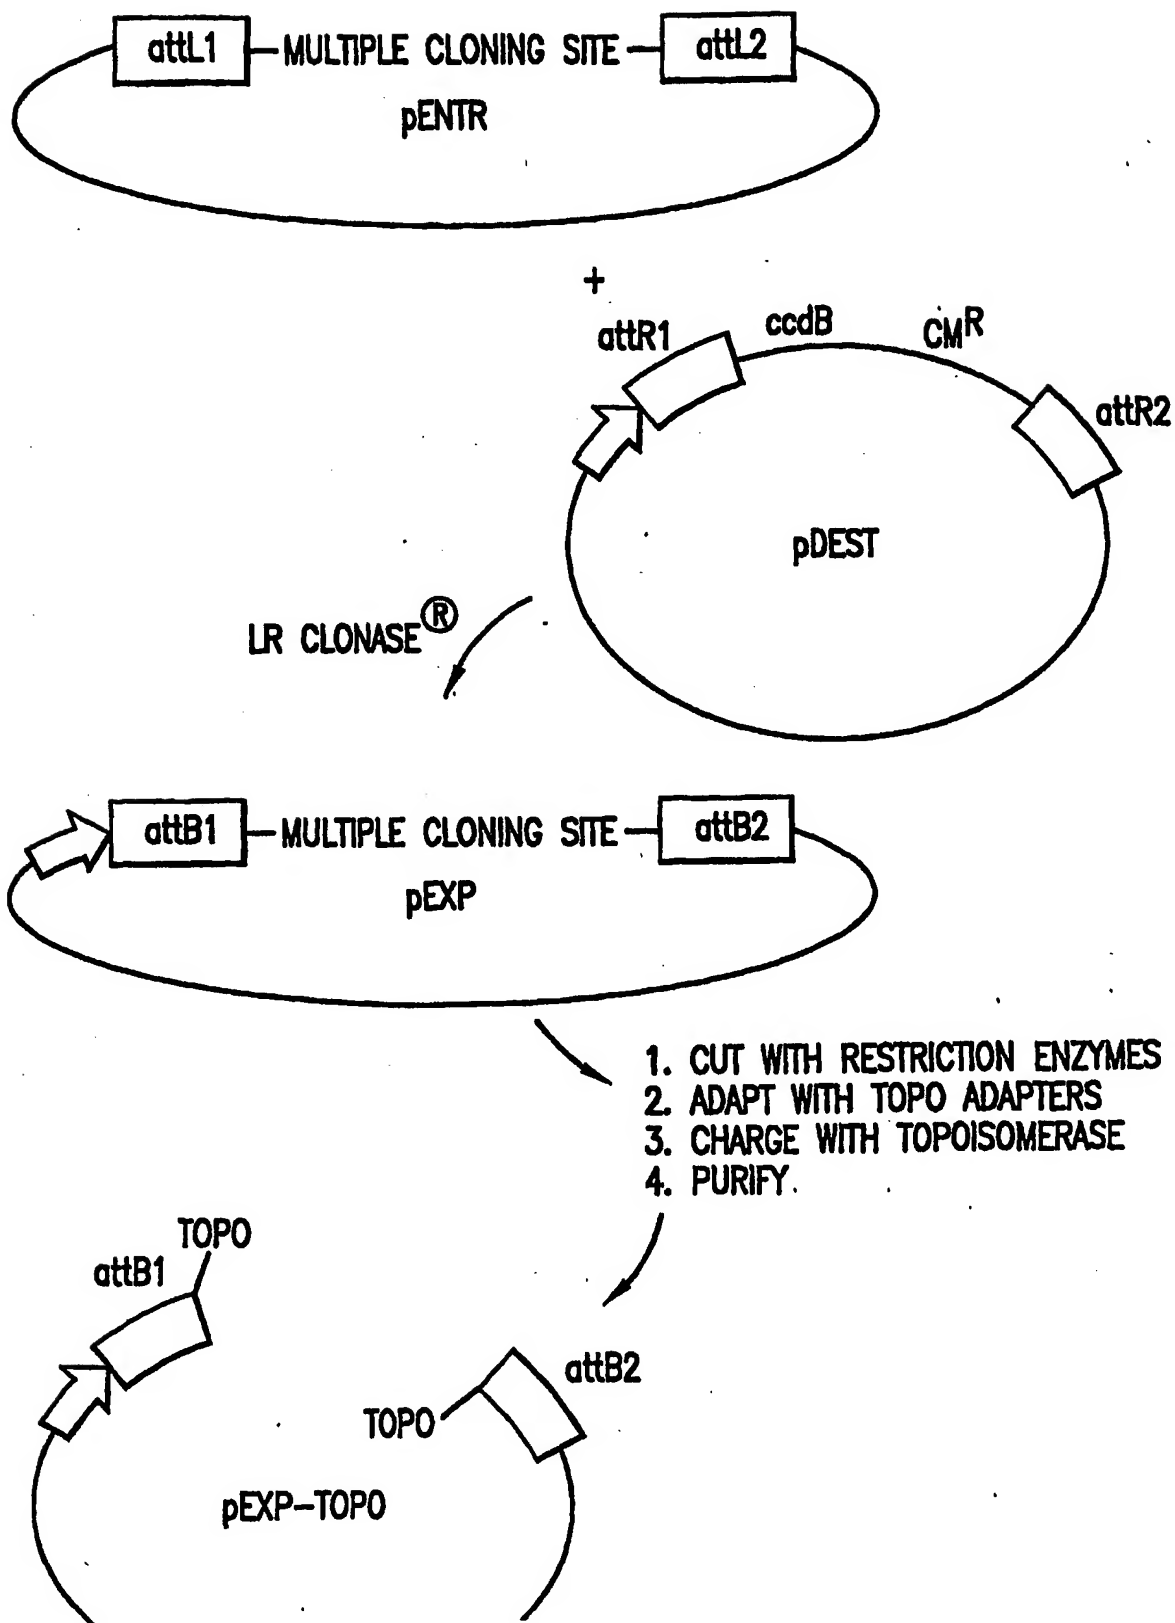 attL1 MULTIPLE CLONING SITE attL2
pENTR
+
attR1 ccdB CMR
attR2
pDEST
LR CLONASE®
attB1 MULTIPLE CLONING SITE attB2
pEXP
1. CUT WITH RESTRICTION ENZYMES
2. ADAPT WITH TOPO ADAPTERS
3. CHARGE WITH TOPOISOMERASE
4. PURIFY.
TOPO
attB1
attB2
TOPO
pEXP-TOPO